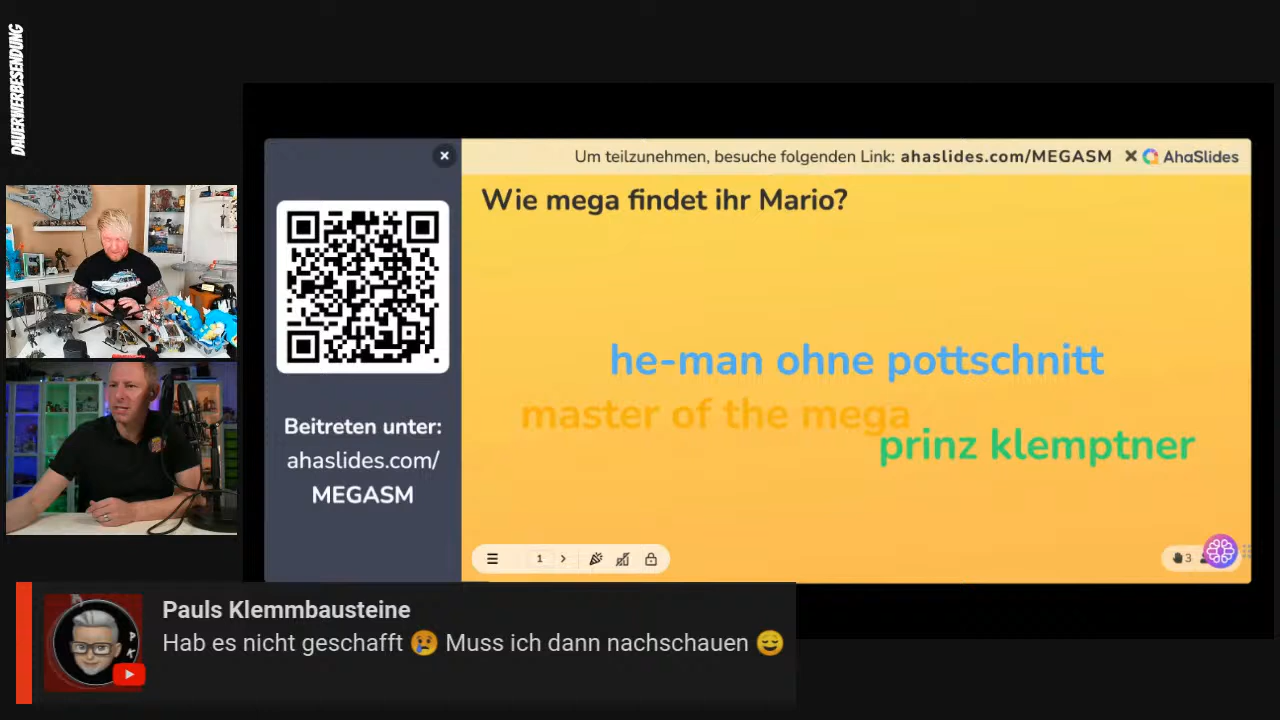 DAUERWERBESENDUNG
Um teilzunehmen, besuche folgenden Link: ahaslides.com/MEGASM
AhaSlides
Wie mega findet ihr Mario?
he-man ohne pottschnitt
master of the mega
prinz klemptner
Beitreten unter:
ahaslides.com/
MEGASM
1
3
Pauls Klemmbausteine
Hab es nicht geschafft 😢 Muss ich dann nachschauen 😌
P
K